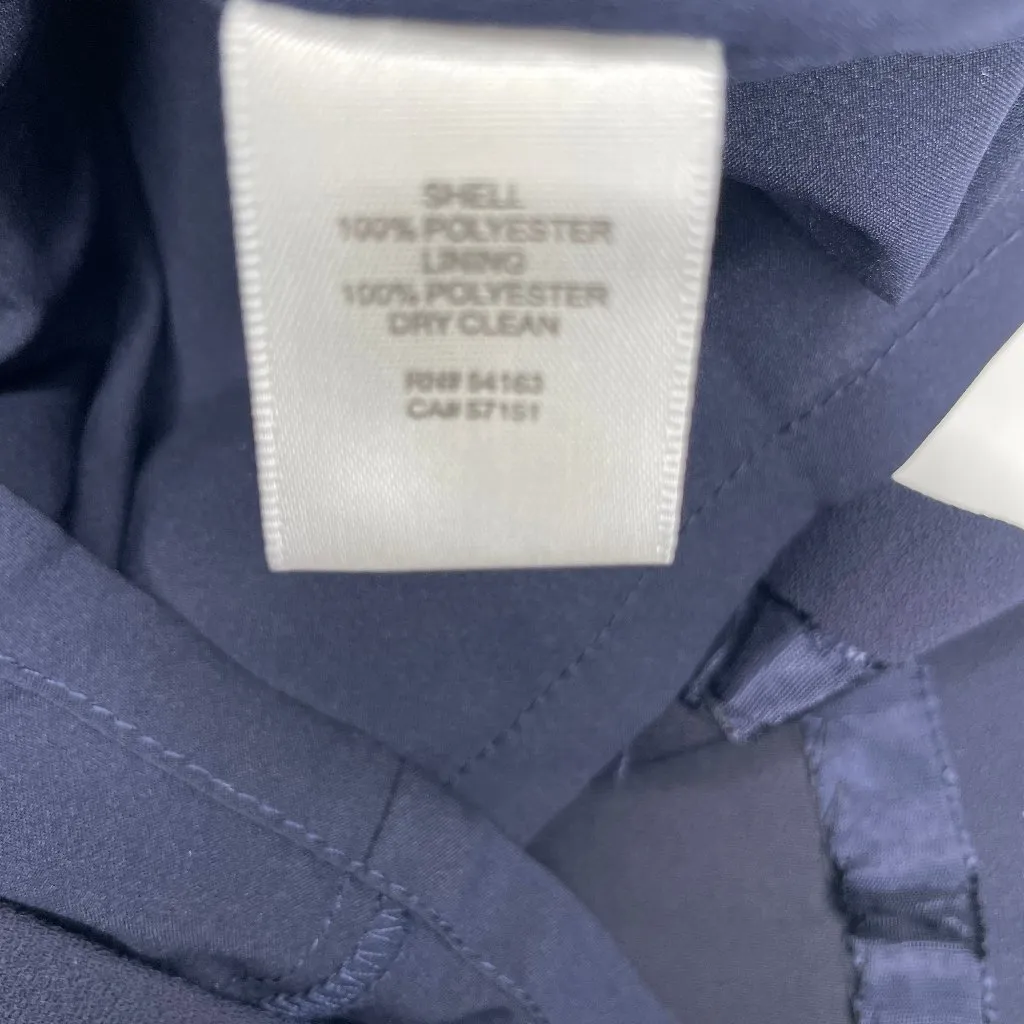 SHELL
100% POLYESTER
LINING
100% POLYESTER
DRY CLEAN
RN# 54163
CA# 57151